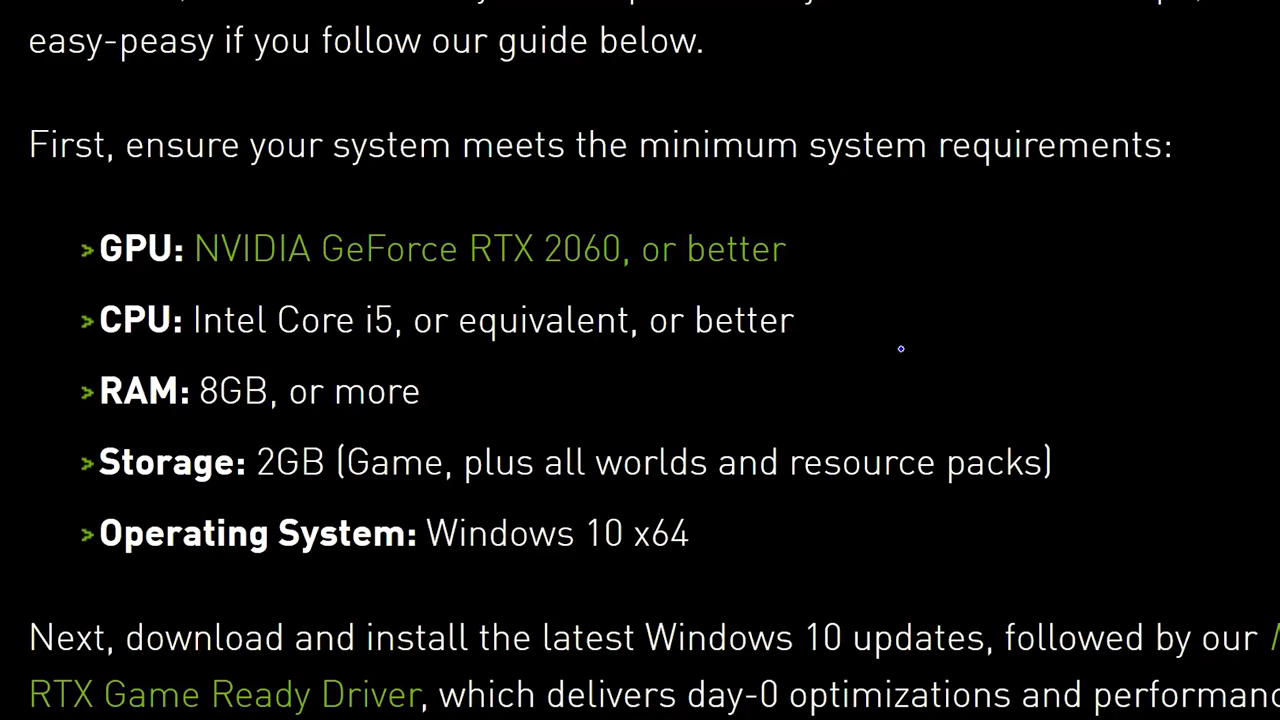 easy-peasy if you follow our guide below.
First, ensure your system meets the minimum system requirements:
> GPU: NVIDIA GeForce RTX 2060, or better
> CPU: Intel Core i5, or equivalent, or better
> RAM: 8GB, or more
> Storage: 2GB (Game, plus all worlds and resource packs)
> Operating System: Windows 10 x64
Next, download and install the latest Windows 10 updates, followed by our
RTX Game Ready Driver, which delivers day-0 optimizations and